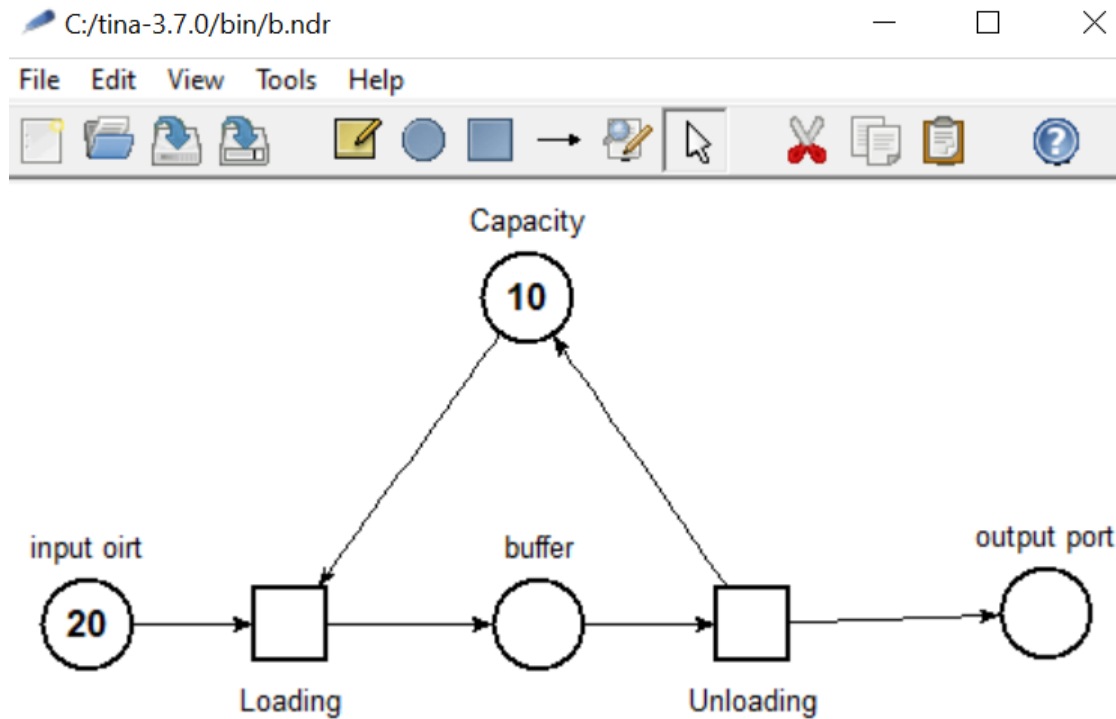 C:/tina-3.7.0/bin/b.ndr
File Edit View Tools Help
Capacity
10
input oirt
buffer
output port
20
Loading
Unloading